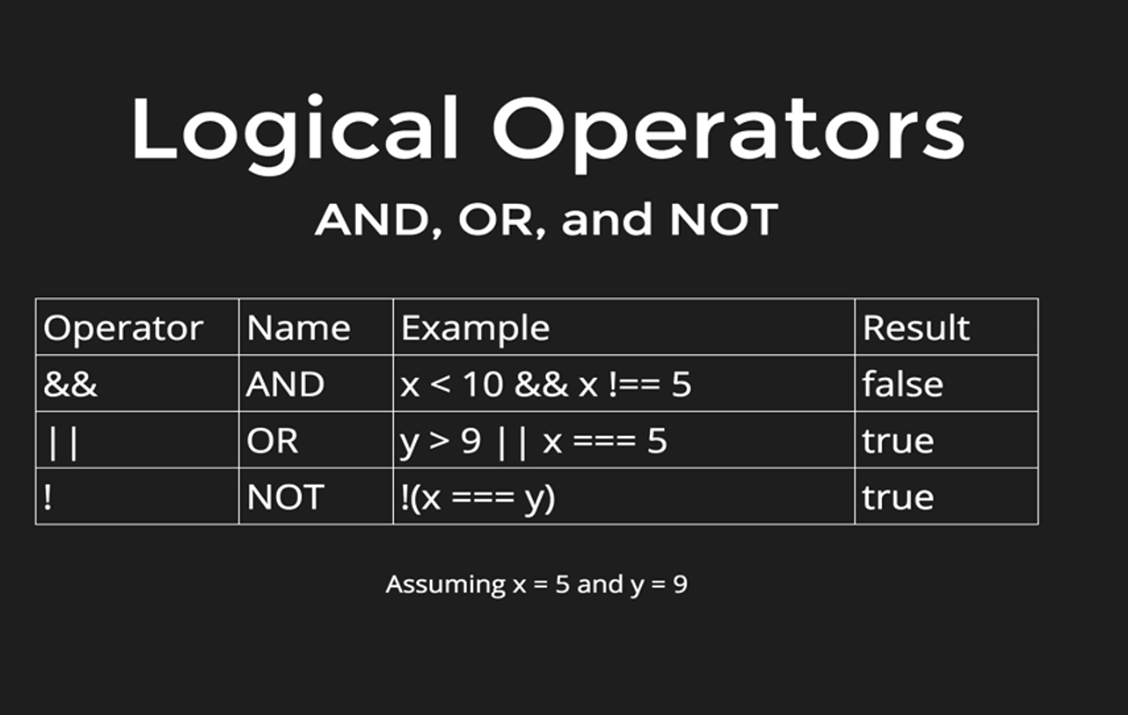 Logical Operators
AND, OR, and NOT
Operator Name Example Result
&& AND x < 10 && x !== 5 false
|| OR y > 9 || x === 5 true
! NOT !(x === y) true
Assuming x = 5 and y = 9